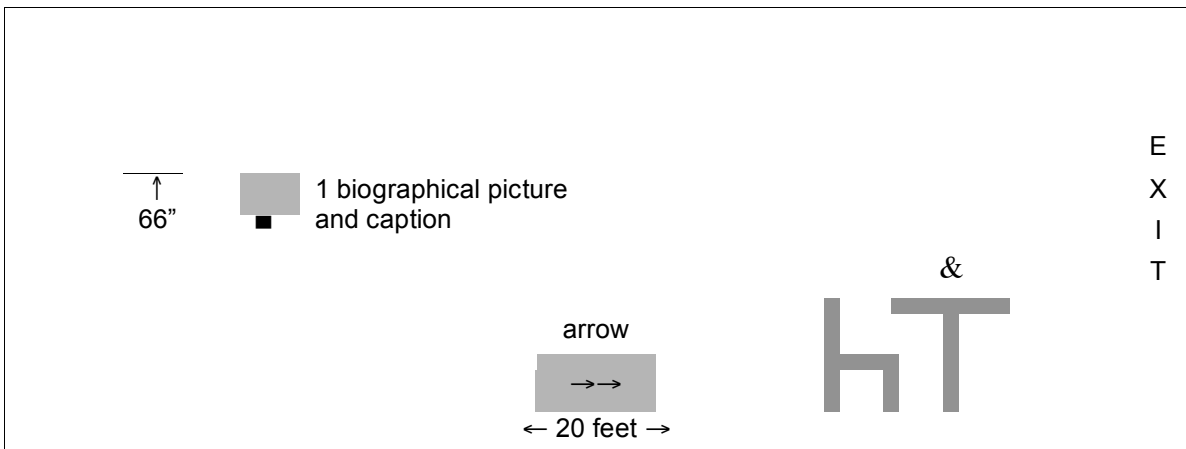 E
X
I
T
↑
66”
1 biographical picture
and caption
&
arrow
→→
← 20 feet →